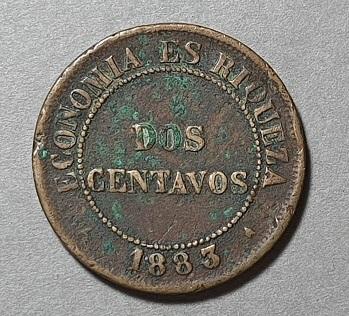 ECONOMIA ES RIQUEZA
DOS
CENTAVOS
1883